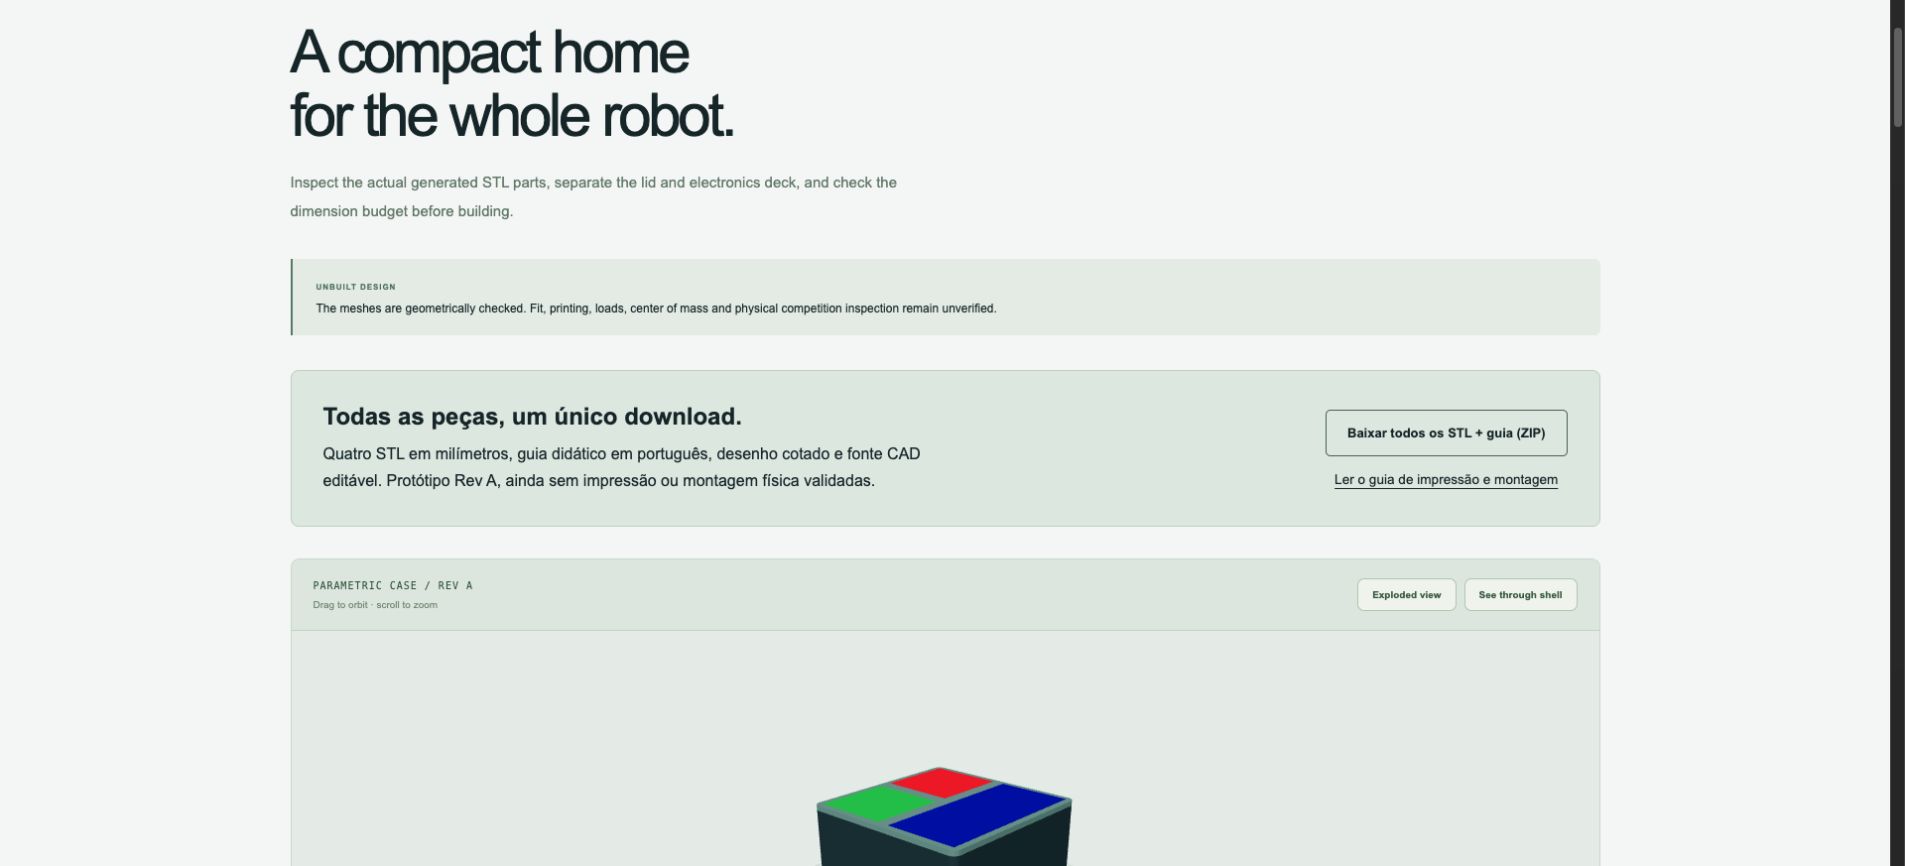 A compact home
for the whole robot.
Inspect the actual generated STL parts, separate the lid and electronics deck, and check the
dimension budget before building.
UNBUILT DESIGN
The meshes are geometrically checked. Fit, printing, loads, center of mass and physical competition inspection remain unverified.
Todas as peças, um único download.
Quatro STL em milímetros, guia didático em português, desenho cotado e fonte CAD
editável. Protótipo Rev A, ainda sem impressão ou montagem física validadas.
Baixar todos os STL + guia (ZIP)
Ler o guia de impressão e montagem
PARAMETRIC CASE / REV A
Drag to orbit · scroll to zoom
Exploded view
See through shell